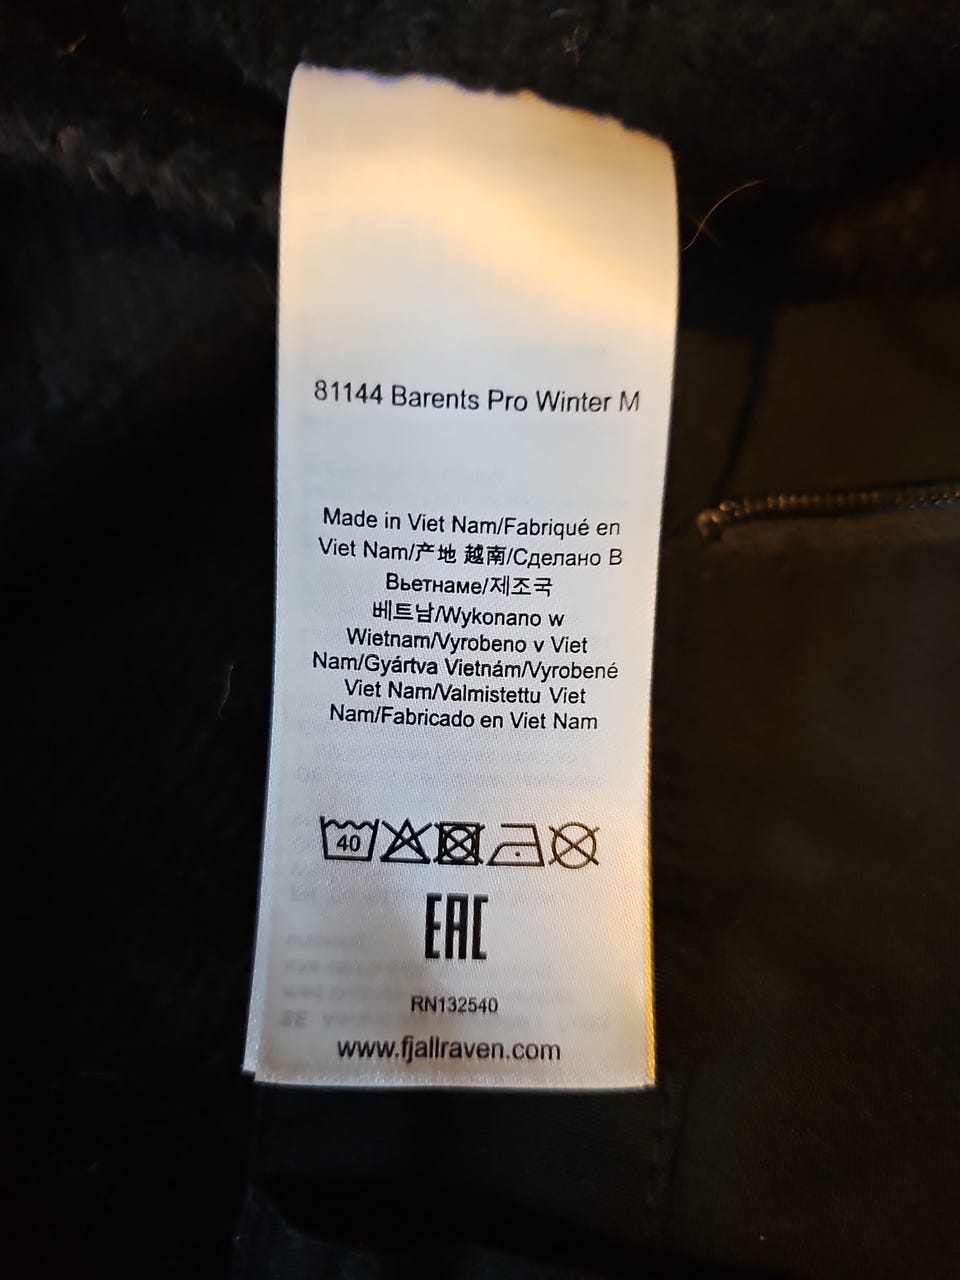 81144 Barents Pro Winter M
Made in Viet Nam/Fabriqué en
Viet Nam/产地 越南/Сделано В
Вьетнаме/제조국
베트남/Wykonano w
Wietnam/Vyrobeno v Viet
Nam/Gyártva Vietnám/Vyrobené
Viet Nam/Valmistettu Viet
Nam/Fabricado en Viet Nam
40
EAC
RN132540
www.fjallraven.com